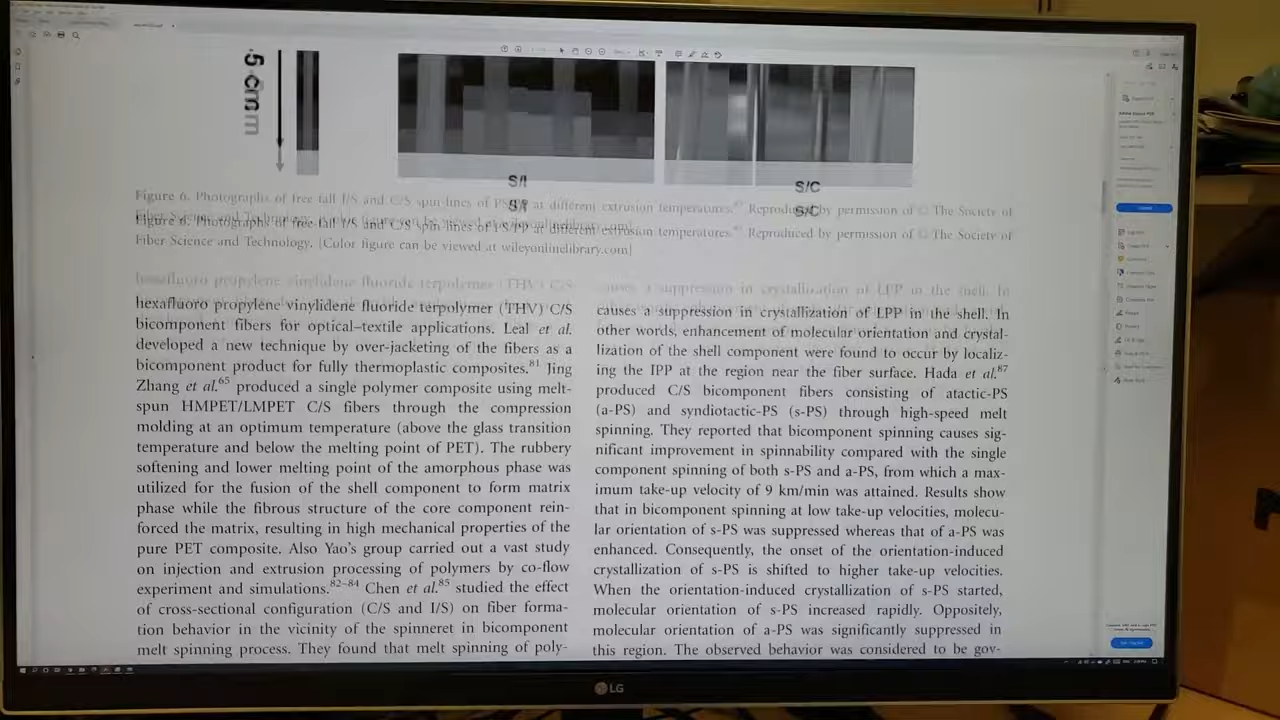 .5 cm
S/I
S/C
Figure 6. Photographs of free fall I/S and C/S spin lines of PS/PP at different extrusion temperatures. Reproduced by permission of © The Society of
Fiber Science and Technology. [Color figure can be viewed at wileyonlinelibrary.com]
hexafluoro propylene vinylidene fluoride terpolymer (THV) C/S
bicomponent fibers for optical–textile applications. Leal et al.
developed a new technique by over-jacketing of the fibers as a
bicomponent product for fully thermoplastic composites.81 Jing
Zhang et al.65 produced a single polymer composite using melt-
spun HMPET/LMPET C/S fibers through the compression
molding at an optimum temperature (above the glass transition
temperature and below the melting point of PET). The rubbery
softening and lower melting point of the amorphous phase was
utilized for the fusion of the shell component to form matrix
phase while the fibrous structure of the core component rein-
forced the matrix, resulting in high mechanical properties of the
pure PET composite. Also Yao's group carried out a vast study
on injection and extrusion processing of polymers by co-flow
experiment and simulations.82–84 Chen et al.85 studied the effect
of cross-sectional configuration (C/S and I/S) on fiber forma-
tion behavior in the vicinity of the spinneret in bicomponent
melt spinning process. They found that melt spinning of poly-
causes a suppression in crystallization of LPP in the shell. In
other words, enhancement of molecular orientation and crystal-
lization of the shell component were found to occur by localiz-
ing the IPP at the region near the fiber surface. Hada et al.87
produced C/S bicomponent fibers consisting of atactic-PS
(a-PS) and syndiotactic-PS (s-PS) through high-speed melt
spinning. They reported that bicomponent spinning causes sig-
nificant improvement in spinnability compared with the single
component spinning of both s-PS and a-PS, from which a max-
imum take-up velocity of 9 km/min was attained. Results show
that in bicomponent spinning at low take-up velocities, molecu-
lar orientation of s-PS was suppressed whereas that of a-PS was
enhanced. Consequently, the onset of the orientation-induced
crystallization of s-PS is shifted to higher take-up velocities.
When the orientation-induced crystallization of s-PS started,
molecular orientation of s-PS increased rapidly. Oppositely,
molecular orientation of a-PS was significantly suppressed in
this region. The observed behavior was considered to be gov-
LG